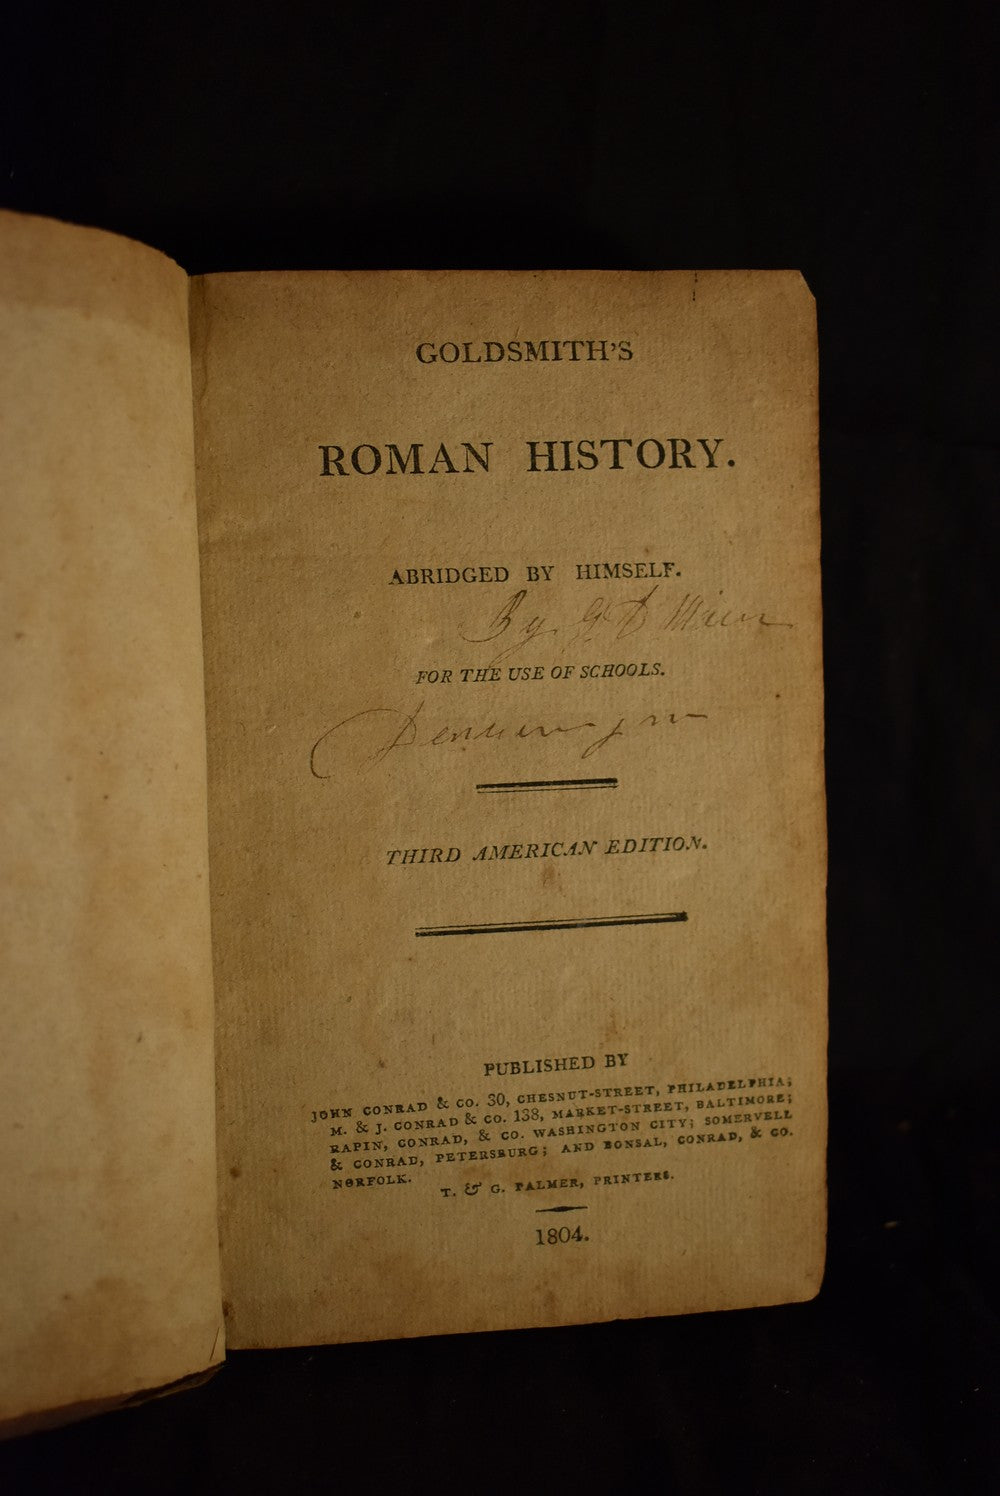 GOLDSMITH'S
ROMAN HISTORY.
ABRIDGED BY HIMSELF.
By G D
FOR THE USE OF SCHOOLS.
THIRD AMERICAN EDITION.
PUBLISHED BY
JOHN CONRAD & CO. 30, CHESNUT-STREET, PHILADELPHIA;
M. & J. CONRAD & CO. 138, MARKET-STREET, BALTIMORE;
RAPIN, CONRAD, & CO. WASHINGTON CITY; SOMERVELL
& CONRAD, PETERSBURG; AND BONSAL, CONRAD, & CO.
NORFOLK.
T. & G. PALMER, PRINTERS.
1804.